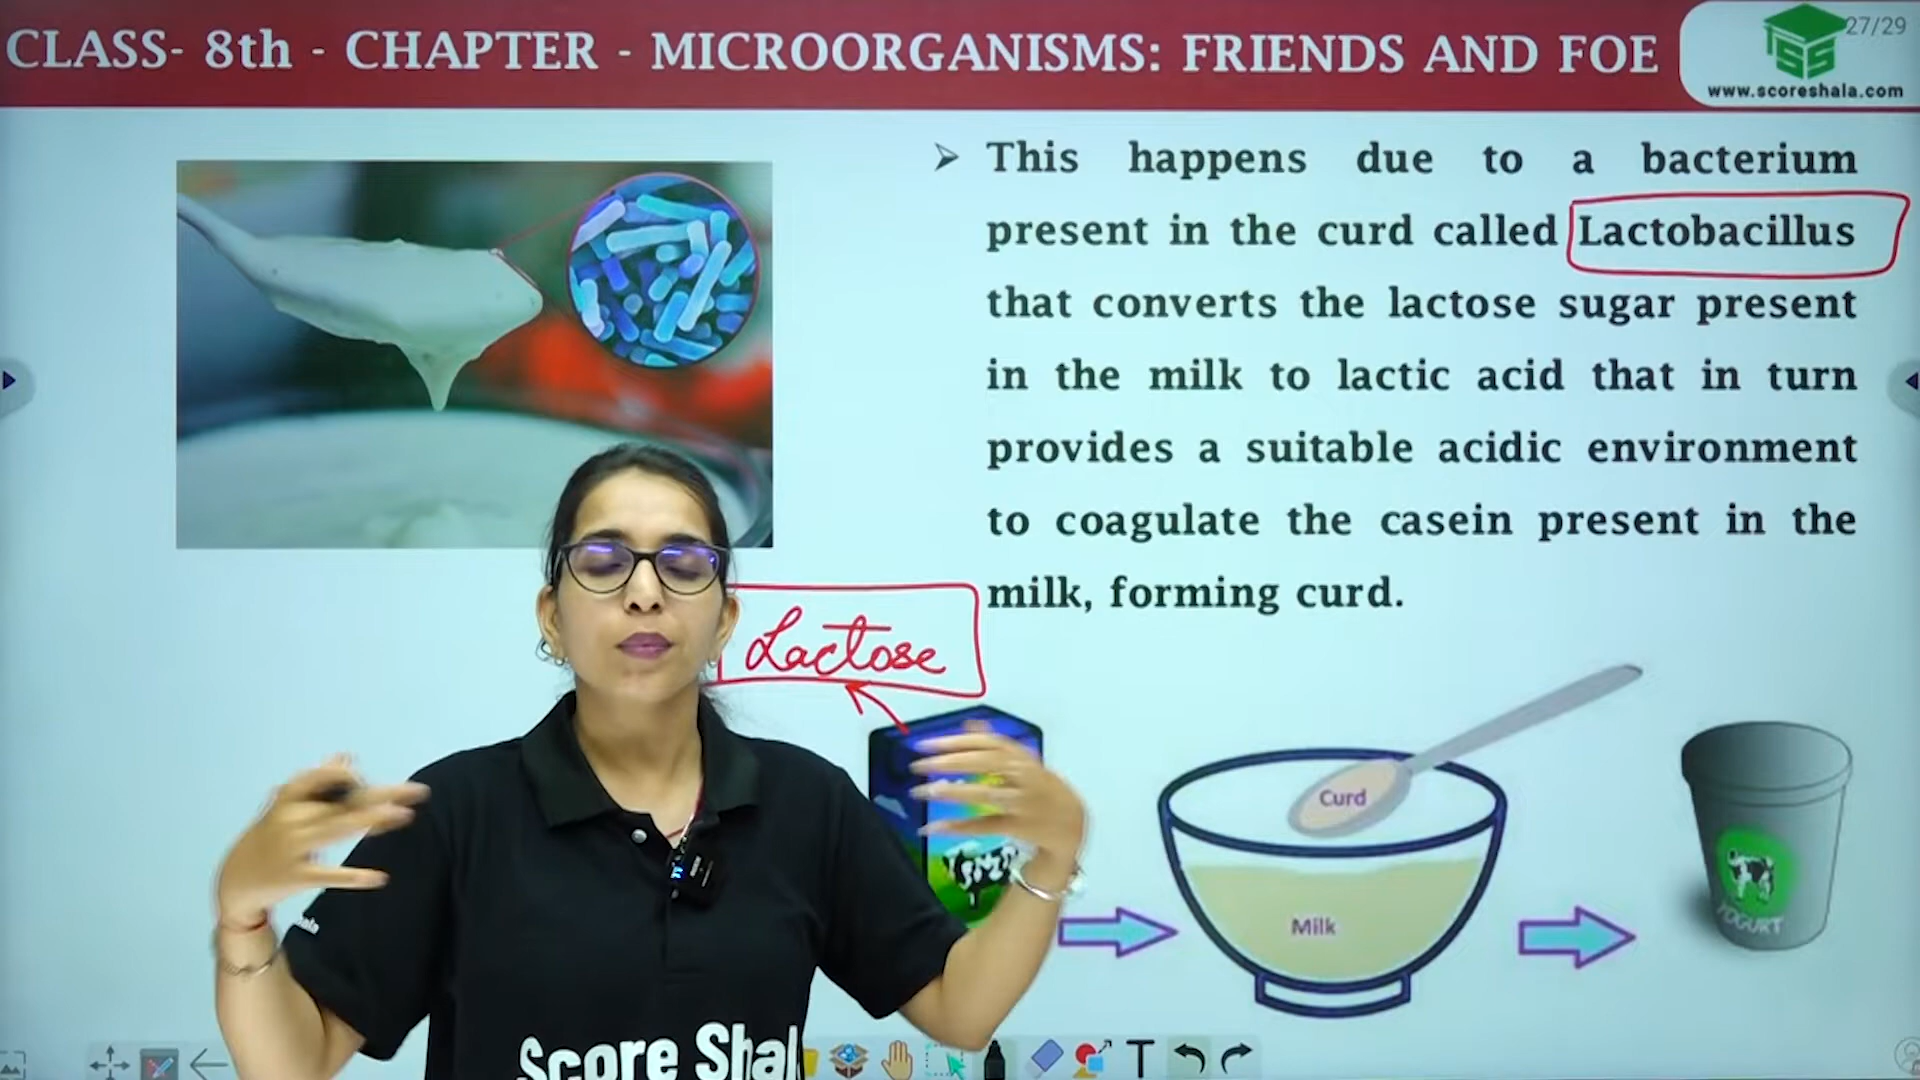 CLASS- 8th - CHAPTER - MICROORGANISMS: FRIENDS AND FOE
27/29
www.scoreshala.com
➢ This happens due to a bacterium
present in the curd called Lactobacillus
that converts the lactose sugar present
in the milk to lactic acid that in turn
provides a suitable acidic environment
to coagulate the casein present in the
milk, forming curd.
Lactose
Curd
Milk
YOGURT
Score Shal
T